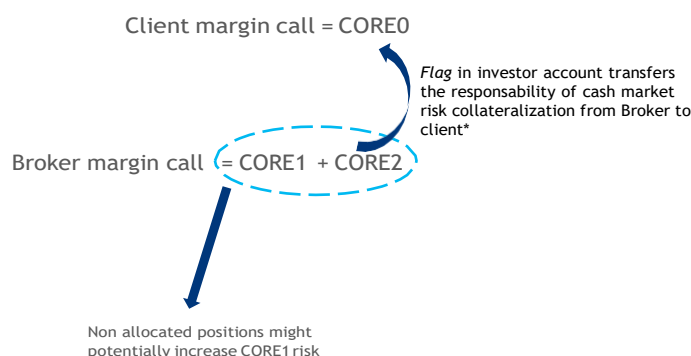 Client margin call = CORE0
Flag in investor account transfers
the responsability of cash market
risk collateralization from Broker to
client*
Broker margin call = CORE1 + CORE2
Non allocated positions might
potentially increase CORE1 risk